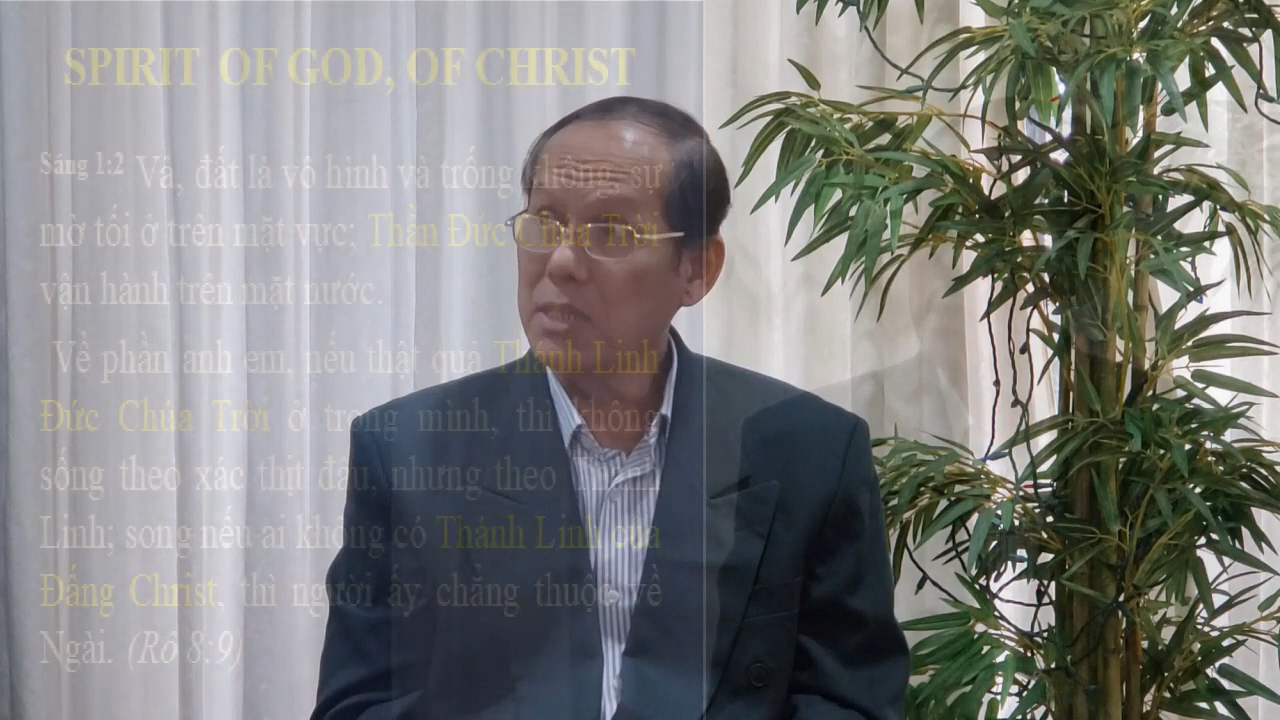 SPIRIT OF GOD, OF CHRIST
Sáng 1:2 Vả, đất là vô hình và trống không, sự
mờ tối ở trên mặt vực; Thần Đức Chúa Trời
vận hành trên mặt nước.
Về phần anh em, nếu thật quả Thánh Linh
Đức Chúa Trời ở trong mình, thì không
sống theo xác thịt đâu, nhưng theo Thánh
Linh; song nếu ai không có Thánh Linh của
Đấng Christ, thì người ấy chẳng thuộc về
Ngài. (Rô 8:9)